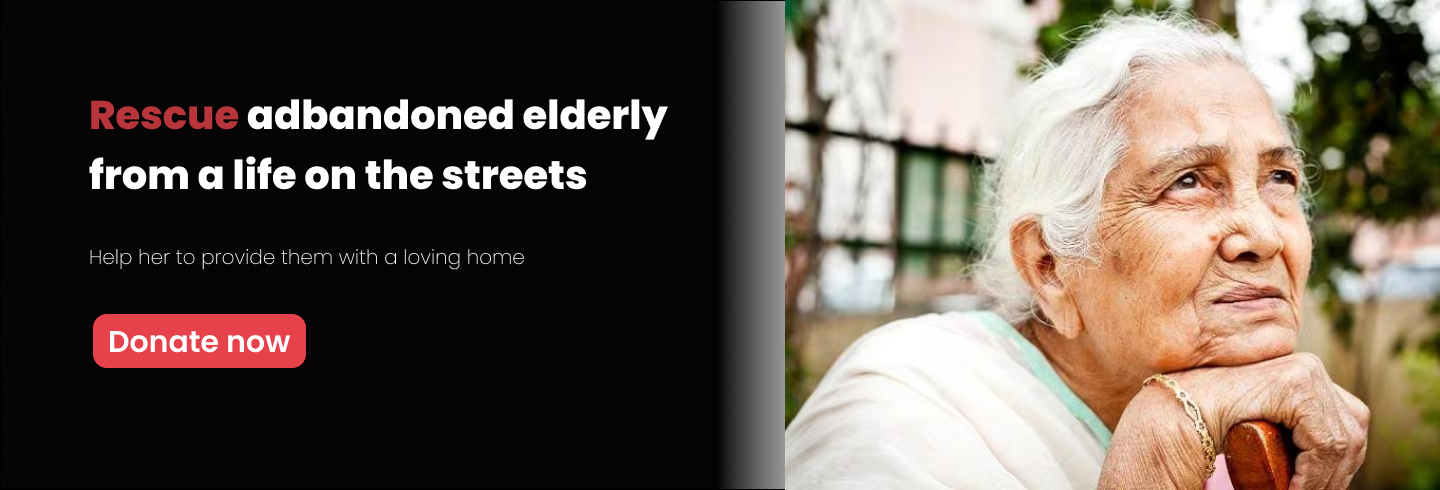 Rescue adbandoned elderly
from a life on the streets
Help her to provide them with a loving home
Donate now